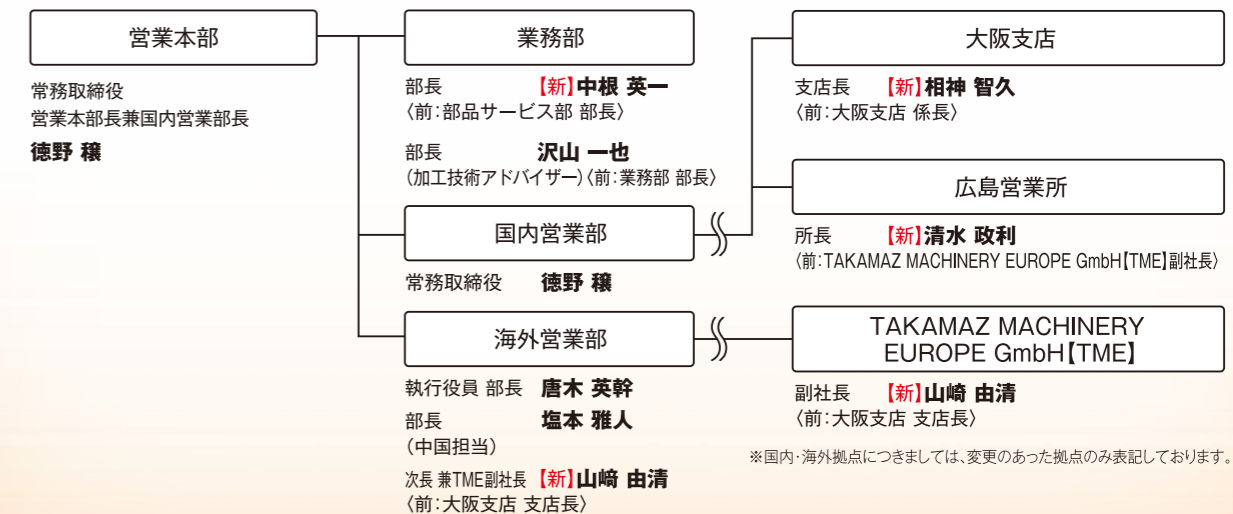 営業本部
常務取締役
営業本部長兼国内営業部長
徳野 穣
業務部
部長 【新】中根 英一
〈前:部品サービス部 部長〉
部長 沢山 一也
(加工技術アドバイザー)〈前:業務部 部長〉
国内営業部
常務取締役 徳野 穣
海外営業部
執行役員 部長 唐木 英幹
部長 塩本 雅人
(中国担当)
次長 兼TME副社長 【新】山﨑 由清
〈前:大阪支店 支店長〉
大阪支店
支店長 【新】相神 智久
〈前:大阪支店 係長〉
広島営業所
所長 【新】清水 政利
〈前:TAKAMAZ MACHINERY EUROPE GmbH【TME】副社長〉
TAKAMAZ MACHINERY
EUROPE GmbH【TME】
副社長 【新】山﨑 由清
〈前:大阪支店 支店長〉
※国内・海外拠点につきましては、変更のあった拠点のみ表記しております。